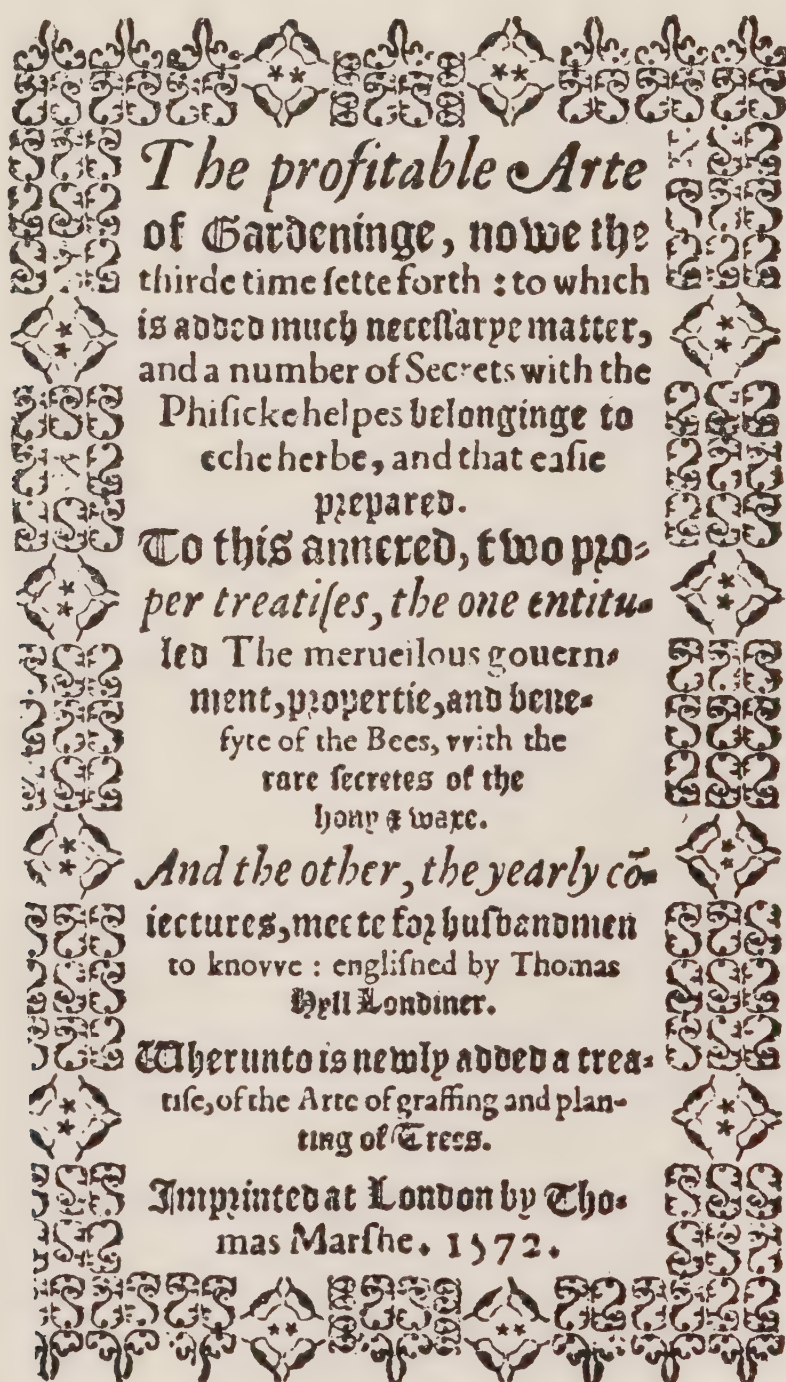 The profitable Arte
of Gardeninge, nowe the
thirde time ſette forth : to which
is added much neceſſarye matter,
and a number of Secrets with the
Phiſicke helpes belonginge to
eche herbe, and that eaſie
prepared.
To this annexed, two pro-
per treatiſes, the one entitu-
led The merueilous gouern-
ment, propertie, and bene-
fyte of the Bees, vvith the
rare ſecretes of the
hony & waxe.
And the other, the yearly cō-
iectures, meete for huſbandmen
to knovve : engliſhed by Thomas
Hyll Londiner.
Wherunto is newly added a trea-
tiſe, of the Arte of graffing and plan-
ting of Trees.
Imprinted at London by Tho-
mas Marſhe. 1572.